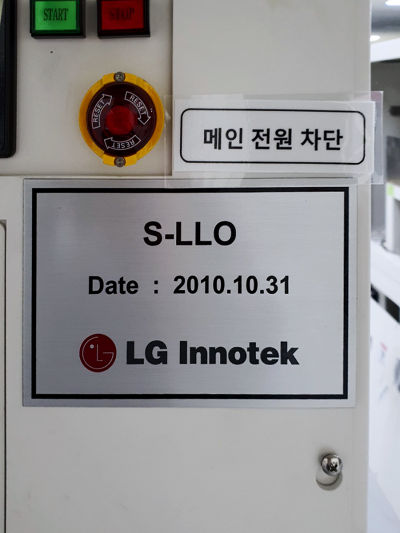 START STOP
RESET RESET RESET
메인 전원 차단
S-LLO
Date : 2010.10.31
LG Innotek